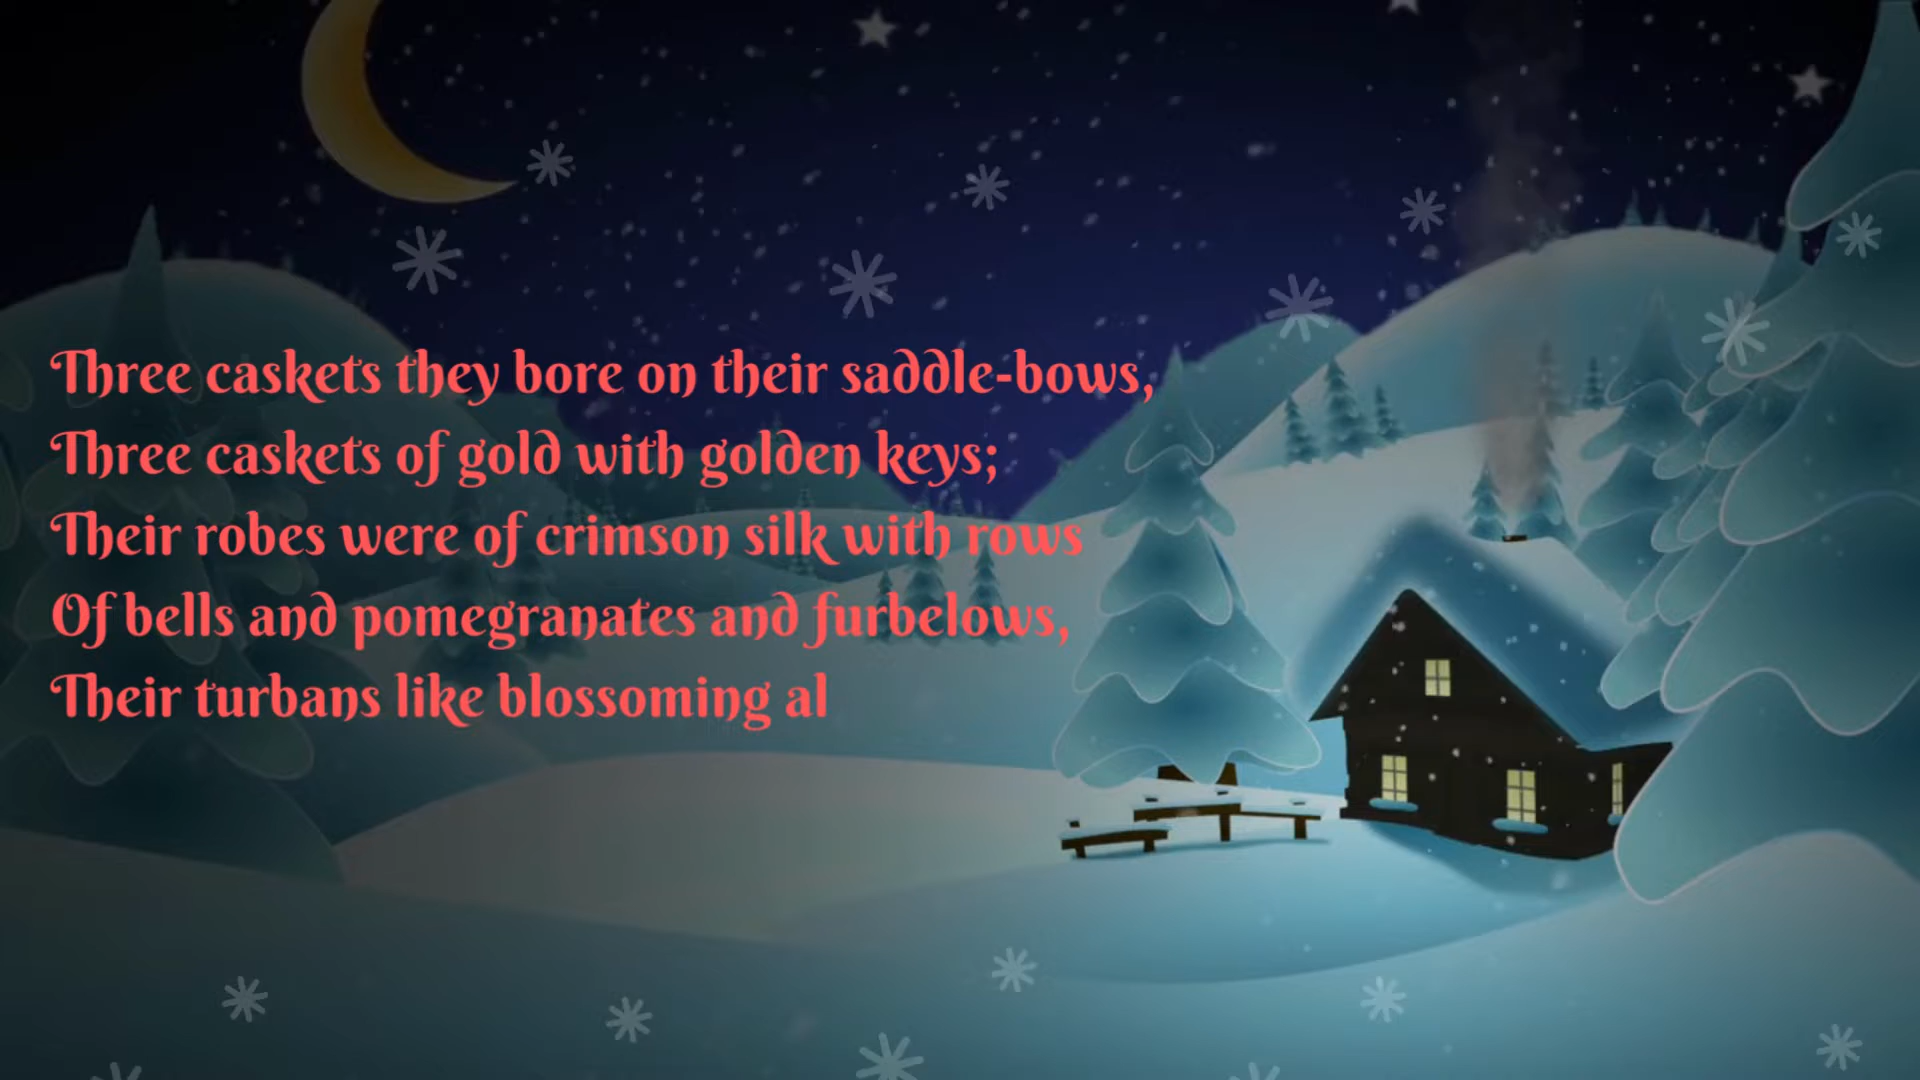 Three caskets they bore on their saddle-bows,
Three caskets of gold with golden keys;
Their robes were of crimson silk with rows
Of bells and pomegranates and furbelows,
Their turbans like blossoming al